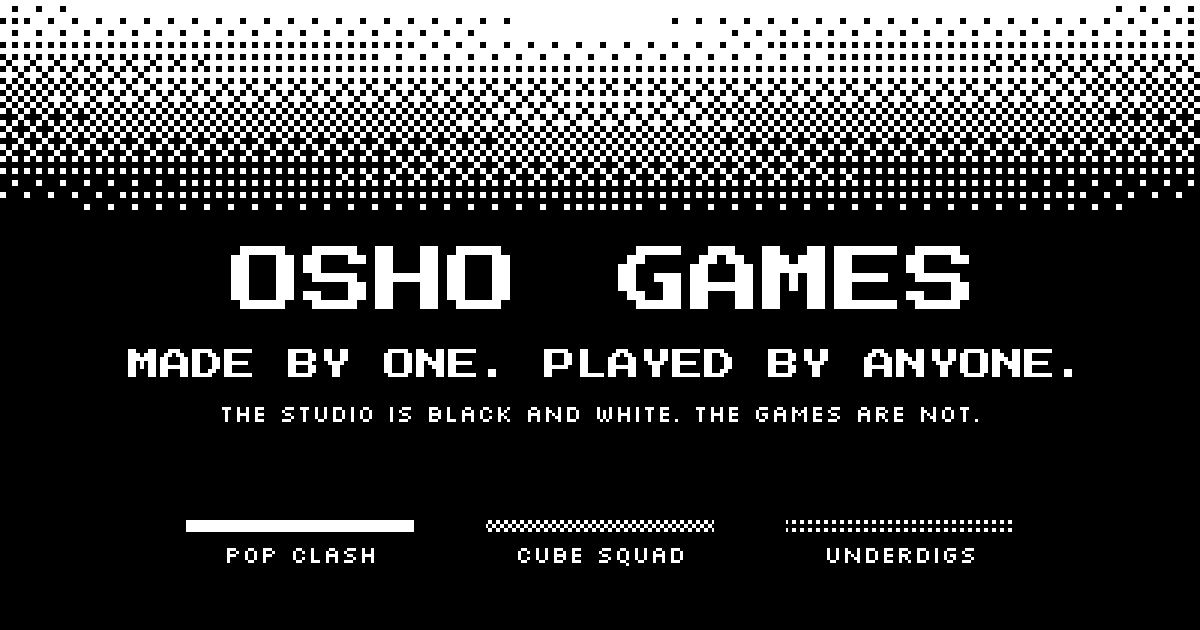 OSHO GAMES
MADE BY ONE. PLAYED BY ANYONE.
THE STUDIO IS BLACK AND WHITE. THE GAMES ARE NOT.
POP CLASH
CUBE SQUAD
UNDERDIGS